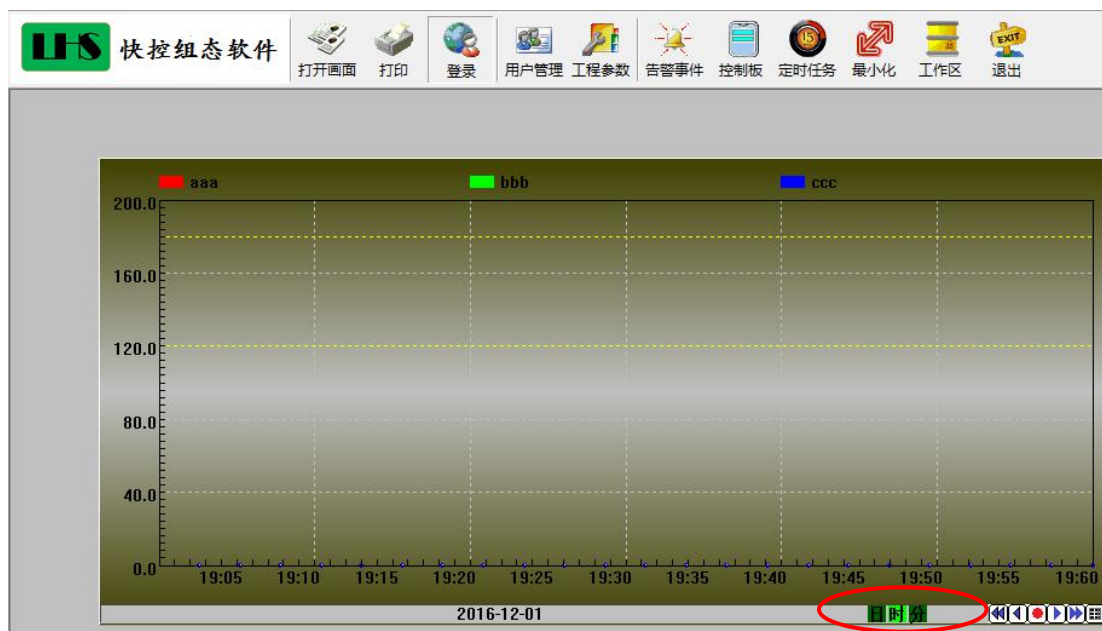 LHS 快控组态软件
打开画面 打印 登录 用户管理 工程参数 告警事件 控制板 定时任务 最小化 工作区 退出
15
EXIT
aaa bbb ccc
200.0
160.0
120.0
80.0
40.0
0.0
19:05 19:10 19:15 19:20 19:25 19:30 19:35 19:40 19:45 19:50 19:55 19:60
2016-12-01 日 时 分